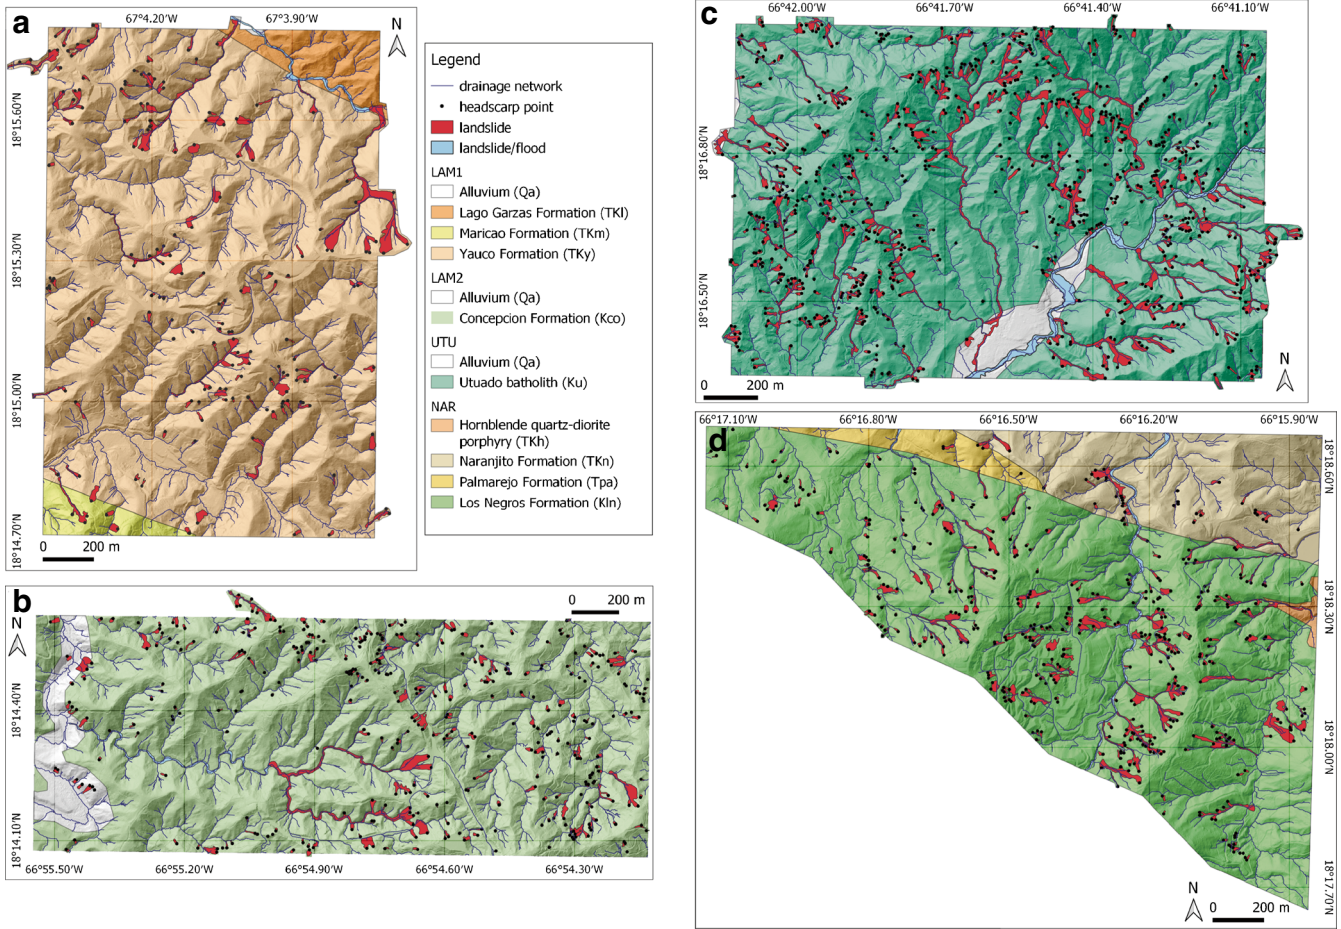 a
67°4.20'W
67°3.90'W
N
18°15.60'N
18°15.30'N
18°15.00'N
18°14.70'N
0
200 m
Legend
drainage network
headscarp point
landslide
landslide/flood
LAM1
Alluvium (Qa)
Lago Garzas Formation (TKl)
Maricao Formation (TKm)
Yauco Formation (TKy)
LAM2
Alluvium (Qa)
Concepcion Formation (Kco)
UTU
Alluvium (Qa)
Utuado batholith (Ku)
NAR
Hornblende quartz-diorite
porphyry (TKh)
Naranjito Formation (TKn)
Palmarejo Formation (Tpa)
Los Negros Formation (Kln)
b
N
0
200 m
18°14.40'N
18°14.10'N
66°55.50'W
66°55.20'W
66°54.90'W
66°54.60'W
66°54.30'W
c
66°42.00'W
66°41.70'W
66°41.40'W
66°41.10'W
18°16.80'N
18°16.50'N
N
0
200 m
d
66°17.10'W
66°16.80'W
66°16.50'W
66°16.20'W
66°15.90'W
18°18.60'N
18°18.30'N
18°18.00'N
18°17.70'N
N
0
200 m